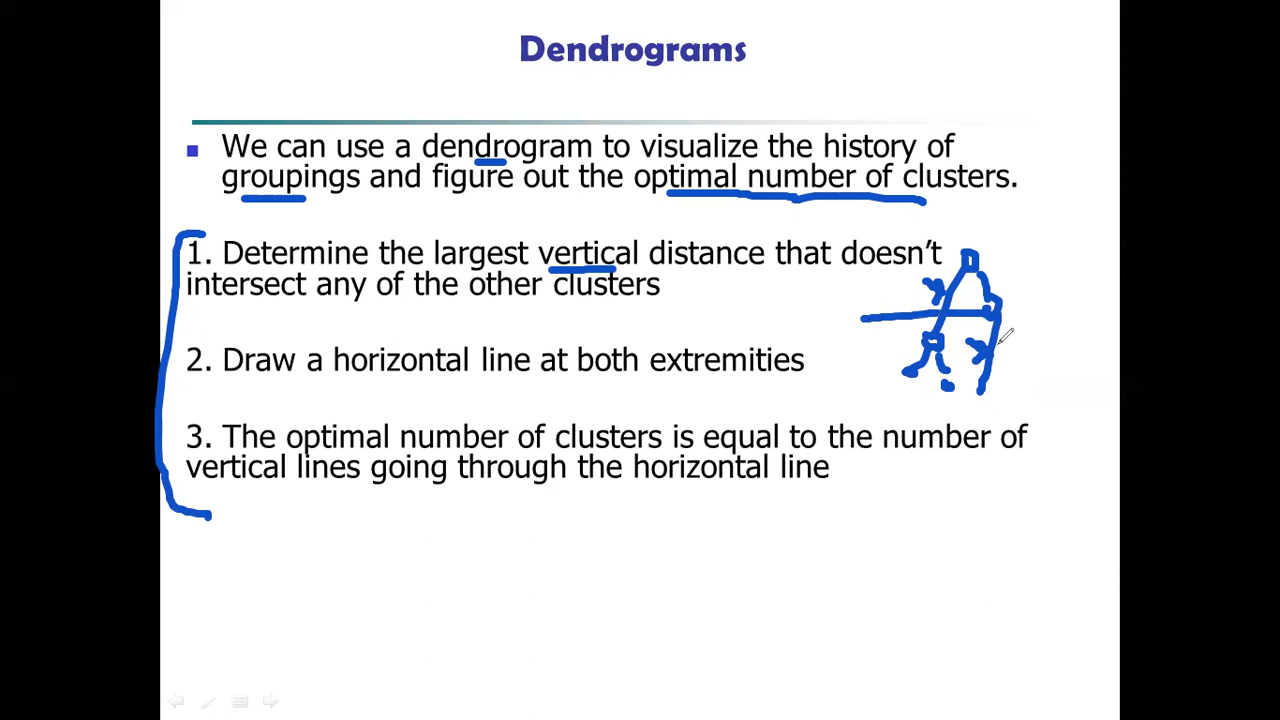 Dendrograms
We can use a dendrogram to visualize the history of
groupings and figure out the optimal number of clusters.
1. Determine the largest vertical distance that doesn’t
intersect any of the other clusters
2. Draw a horizontal line at both extremities
3. The optimal number of clusters is equal to the number of
vertical lines going through the horizontal line